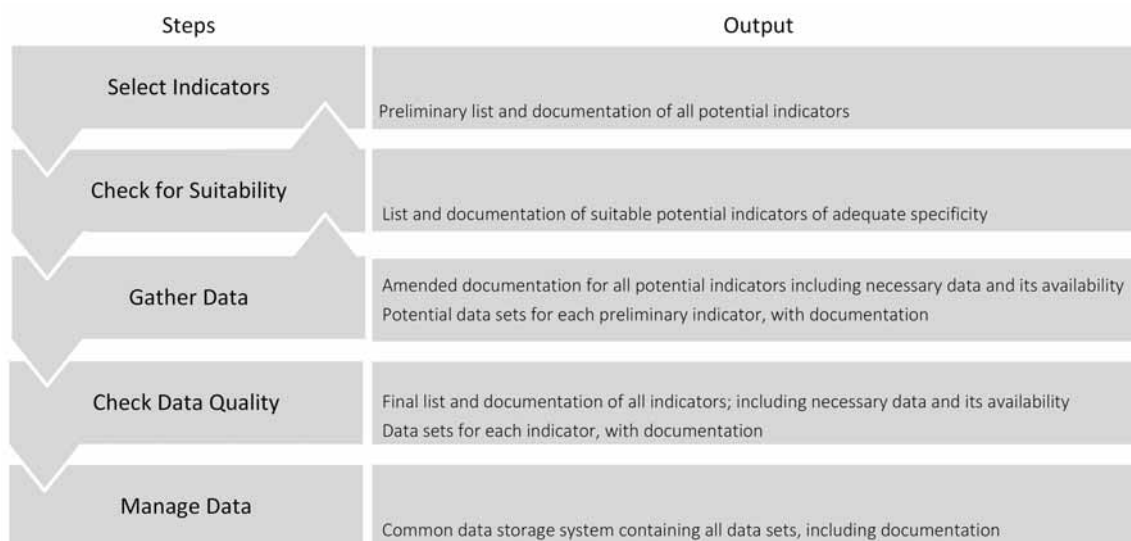 Steps
Output
Select Indicators
Preliminary list and documentation of all potential indicators
Check for Suitability
List and documentation of suitable potential indicators of adequate specificity
Gather Data
Amended documentation for all potential indicators including necessary data and its availability
Potential data sets for each preliminary indicator, with documentation
Check Data Quality
Final list and documentation of all indicators; including necessary data and its availability
Data sets for each indicator, with documentation
Manage Data
Common data storage system containing all data sets, including documentation